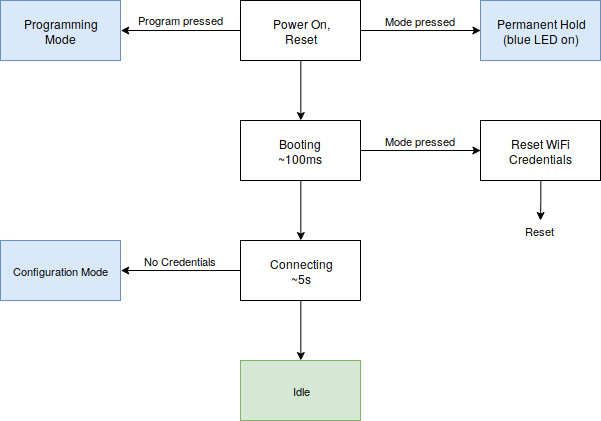 Programming
Mode
Program pressed
Power On,
Reset
Mode pressed
Permanent Hold
(blue LED on)
Booting
~100ms
Mode pressed
Reset WiFi
Credentials
Reset
Configuration Mode
No Credentials
Connecting
~5s
Idle